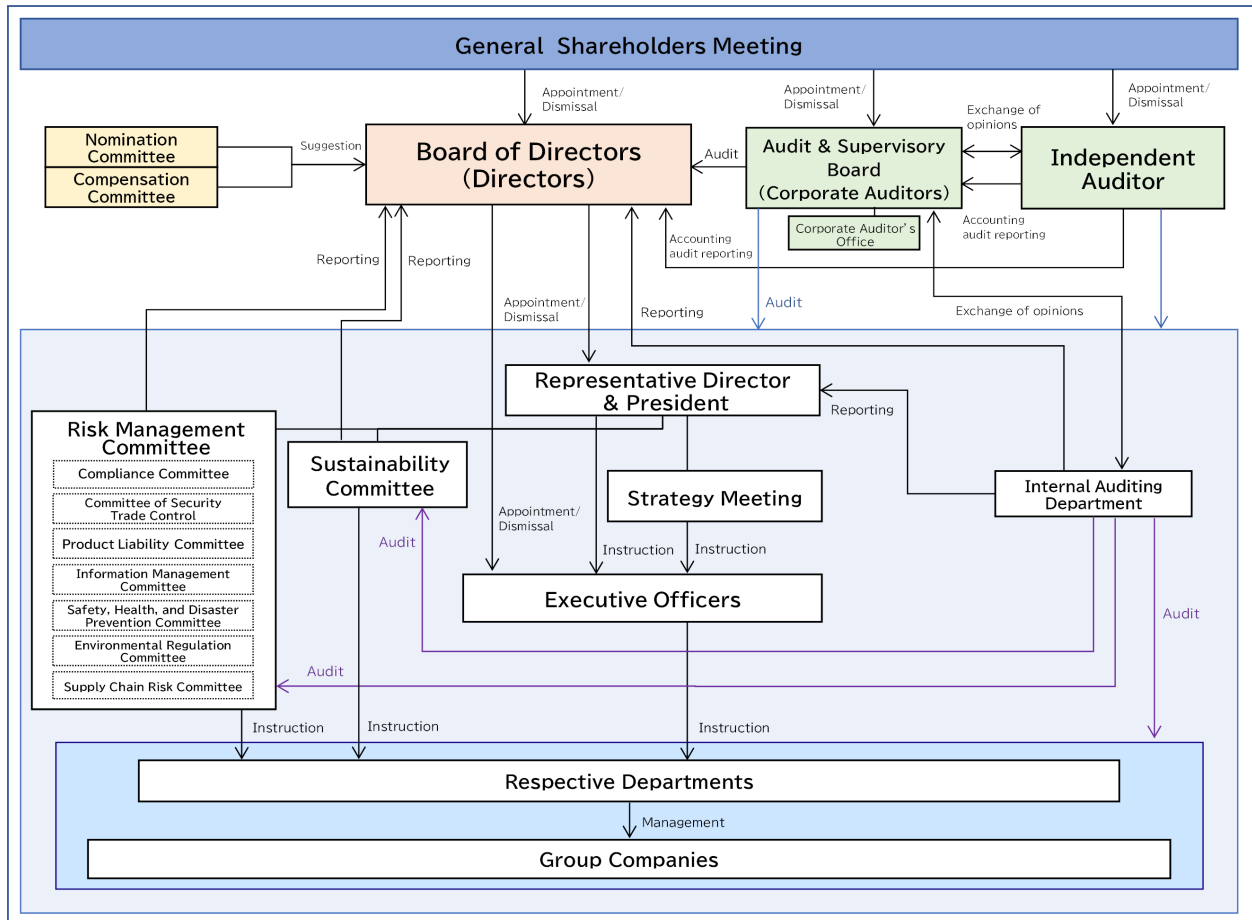 General Shareholders Meeting
Appointment/
Dismissal
Appointment/
Dismissal
Appointment/
Dismissal
Nomination
Committee
Compensation
Committee
Suggestion
Board of Directors
(Directors)
Audit
Audit & Supervisory
Board
(Corporate Auditors)
Corporate Auditor's
Office
Exchange of
opinions
Independent
Auditor
Accounting
audit reporting
Accounting
audit reporting
Reporting
Reporting
Appointment/
Dismissal
Reporting
Audit
Exchange of opinions
Representative Director
& President
Reporting
Risk Management
Committee
Compliance Committee
Committee of Security
Trade Control
Product Liability Committee
Information Management
Committee
Safety, Health, and Disaster
Prevention Committee
Environmental Regulation
Committee
Supply Chain Risk Committee
Sustainability
Committee
Strategy Meeting
Internal Auditing
Department
Appointment/
Dismissal
Audit
Instruction
Instruction
Executive Officers
Audit
Audit
Instruction
Instruction
Instruction
Respective Departments
Management
Group Companies